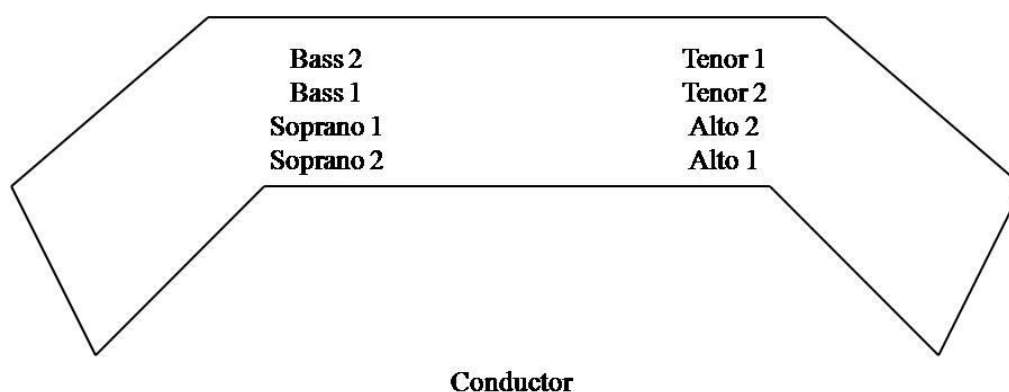 Bass 2
Bass 1
Soprano 1
Soprano 2
Tenor 1
Tenor 2
Alto 2
Alto 1
Conductor